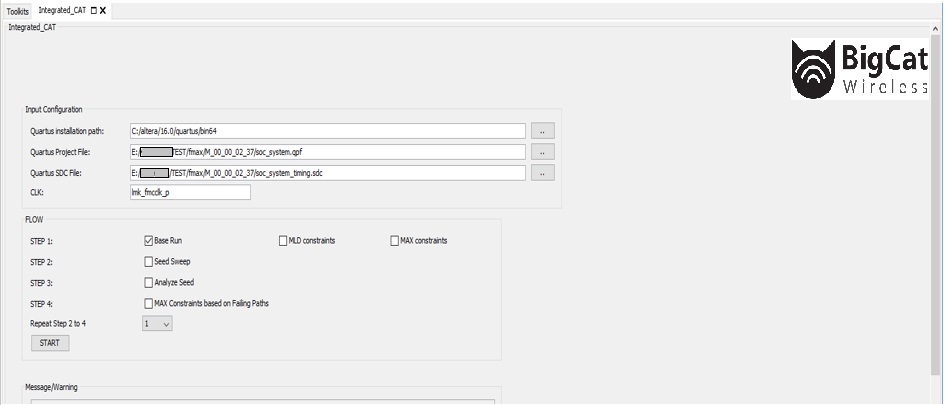 Toolkits Integrated_CAT
Integrated_CAT
BigCat
Wireless
Input Configuration
Quartus installation path: C:/altera/16.0/quartus/bin64 ..
Quartus Project File: E:/ /TEST/fmax/M_00_00_02_37/soc_system.qpf ..
Quartus SDC File: E:/ /TEST/fmax/M_00_00_02_37/soc_system_timing.sdc ..
CLK: lmk_fmcclk_p
FLOW
STEP 1: Base Run MLD constraints MAX constraints
STEP 2: Seed Sweep
STEP 3: Analyze Seed
STEP 4: MAX Constraints based on Failing Paths
Repeat Step 2 to 4 1
START
Message/Warning